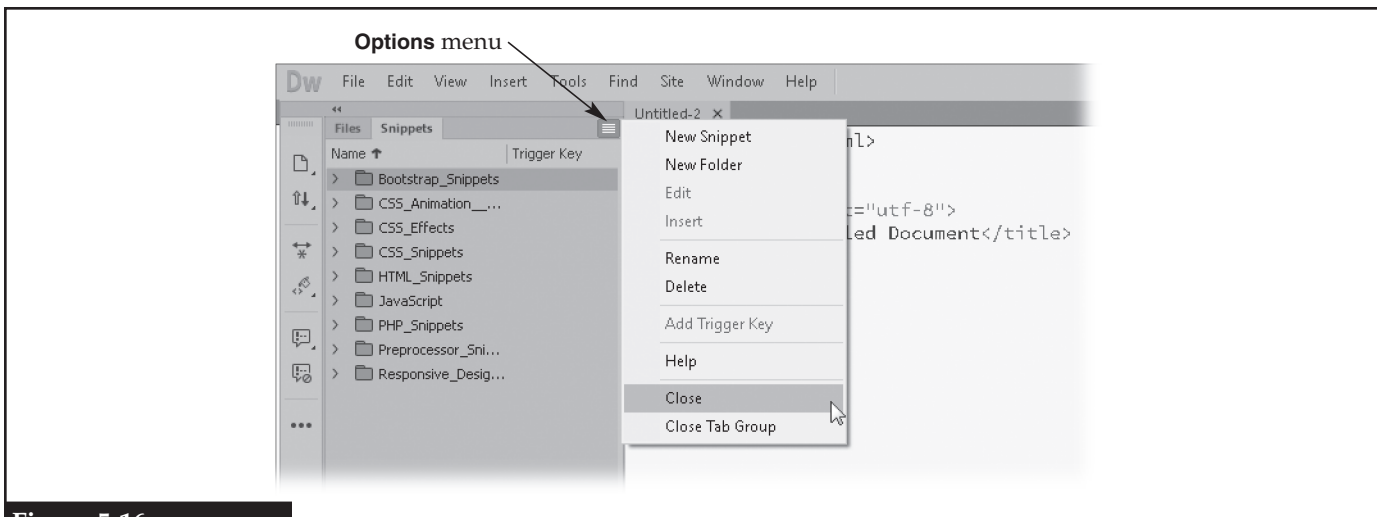 Options menu
Dw File Edit View Insert Tools Find Site Window Help
Untitled-2 ×
Files Snippets
Name Trigger Key
Bootstrap_Snippets
CSS_Animation__...
CSS_Effects
CSS_Snippets
HTML_Snippets
JavaScript
PHP_Snippets
Preprocessor_Sni...
Responsive_Desig...
New Snippet
New Folder
Edit
Insert
Rename
Delete
Add Trigger Key
Help
Close
Close Tab Group
ml>
="utf-8">
led Document</title>